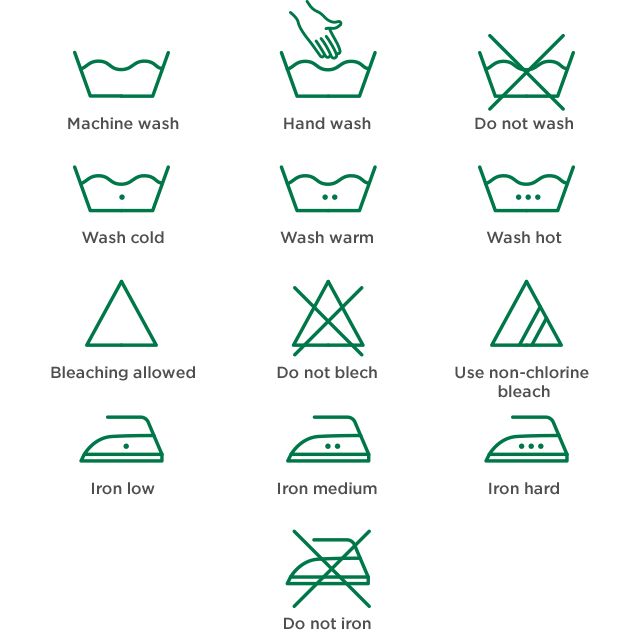 Machine wash
Hand wash
Do not wash
Wash cold
Wash warm
Wash hot
Bleaching allowed
Do not blech
Use non-chlorine
bleach
Iron low
Iron medium
Iron hard
Do not iron